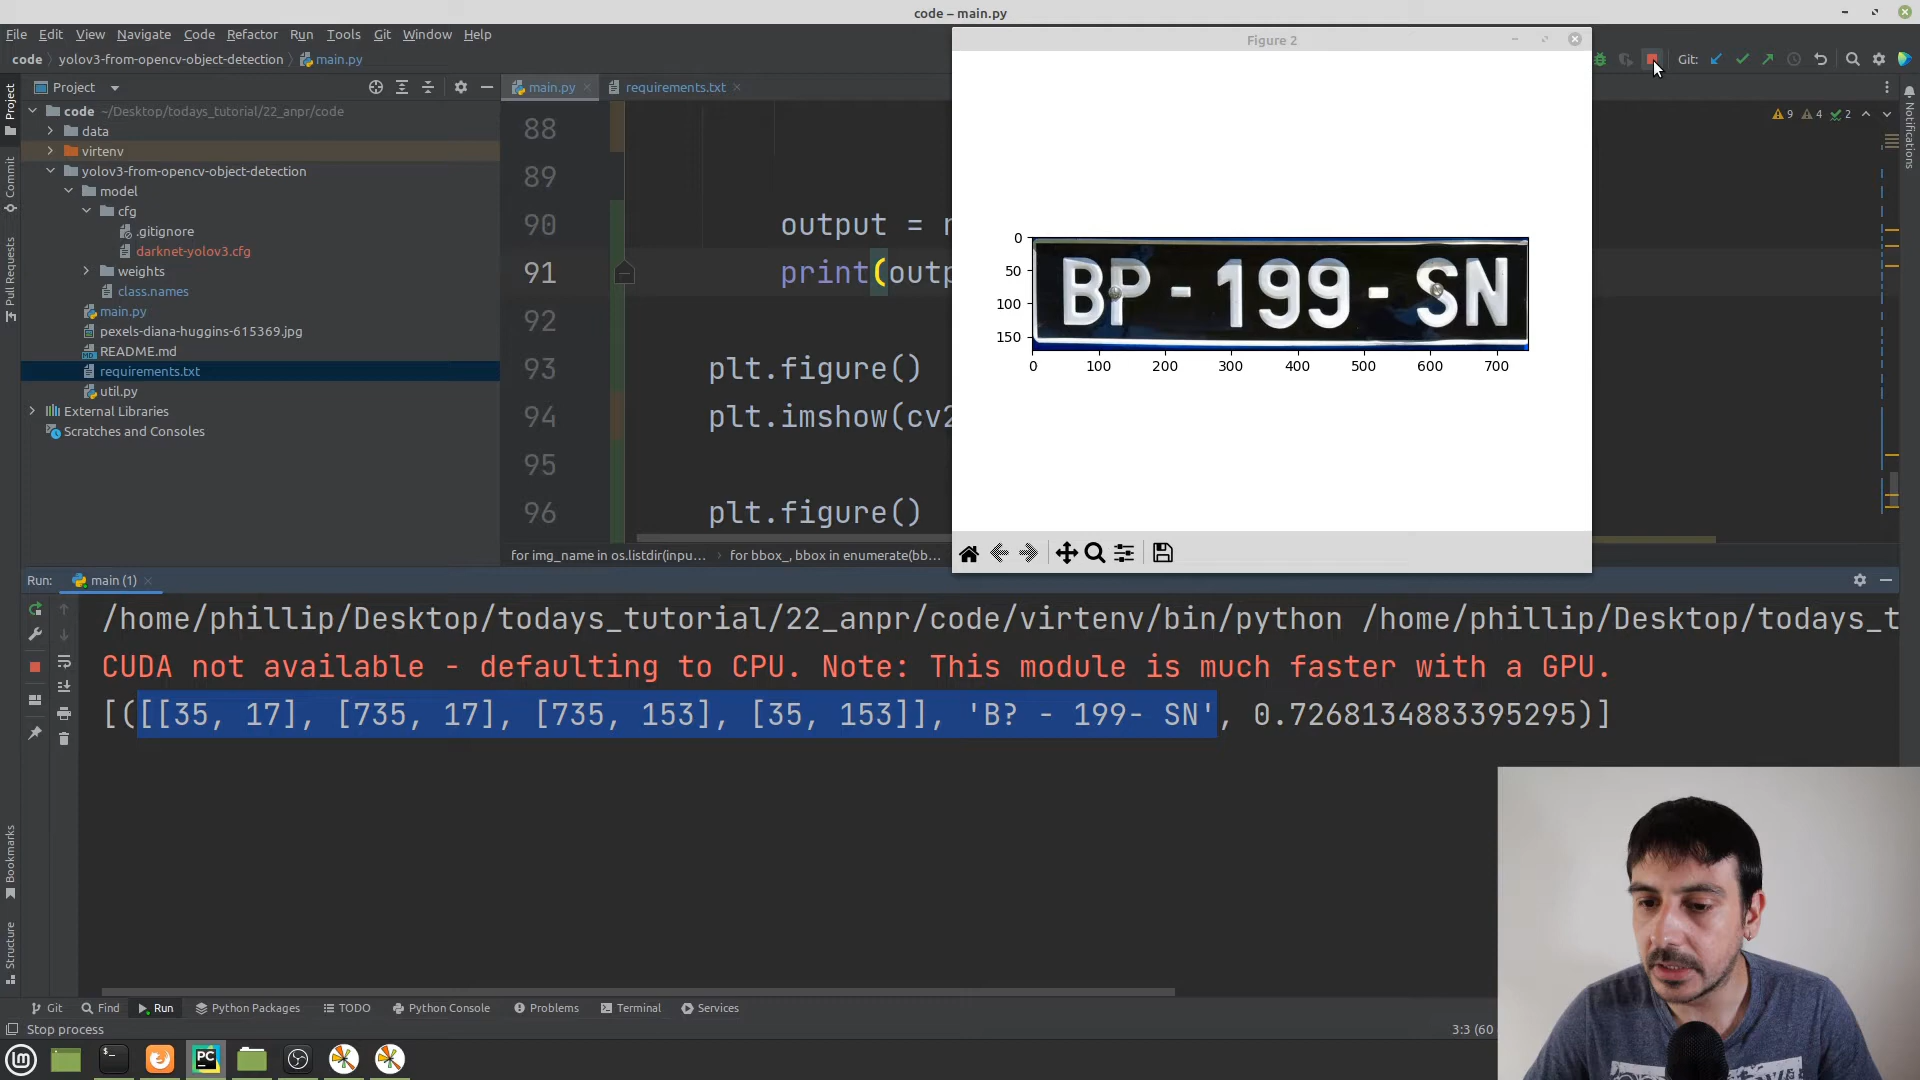 code – main.py
File Edit View Navigate Code Refactor Run Tools Git Window Help
code yolov3-from-opencv-object-detection main.py
Git:
Project
main.py requirements.txt
code ~/Desktop/todays_tutorial/22_anpr/code
data
virtenv
yolov3-from-opencv-object-detection
model
cfg
.gitignore
darknet-yolov3.cfg
weights
class.names
main.py
pexels-diana-huggins-615369.jpg
README.md
requirements.txt
util.py
External Libraries
Scratches and Consoles
Project
Commit
Pull Requests
Bookmarks
Structure
Notifications
9 4 2
88
89
90 output =
91 print(outp
92
93 plt.figure()
94 plt.imshow(cv2
95
96 plt.figure()
for img_name in os.listdir(inpu... for bbox_, bbox in enumerate(bb...
Figure 2
BP - 199 - SN
0
50
100
150
0 100 200 300 400 500 600 700
Run: main (1)
/home/phillip/Desktop/todays_tutorial/22_anpr/code/virtenv/bin/python /home/phillip/Desktop/todays_t
CUDA not available - defaulting to CPU. Note: This module is much faster with a GPU.
[([[35, 17], [735, 17], [735, 153], [35, 153]], 'B? - 199- SN', 0.7268134883395295)]
Git Find Run Python Packages TODO Python Console Problems Terminal Services
Stop process
3:3 (60
PC